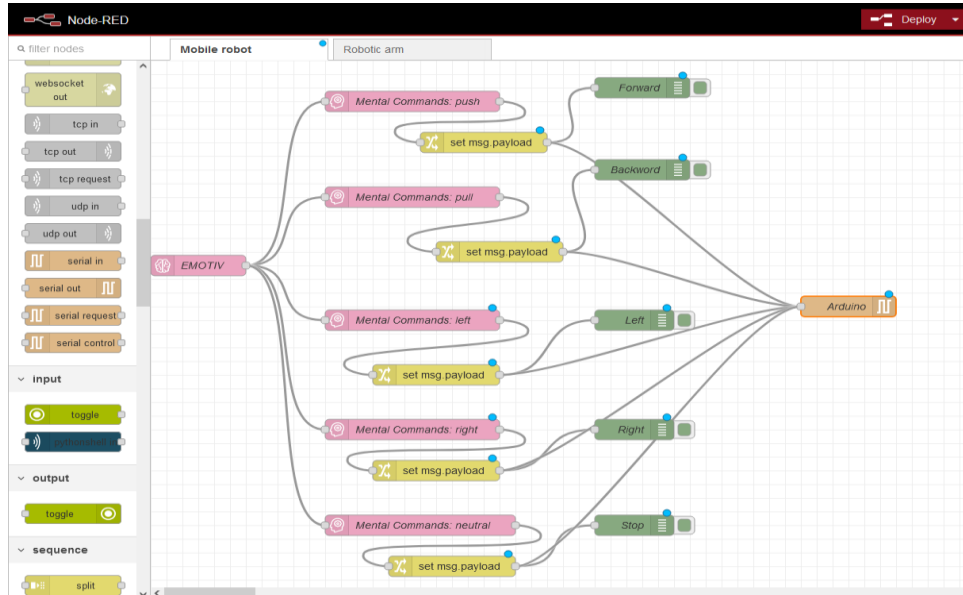 Node-RED
Deploy
filter nodes
Mobile robot
Robotic arm
websocket
out
tcp in
tcp out
tcp request
udp in
udp out
serial in
serial out
serial request
serial control
input
toggle
pythonshell in
output
toggle
sequence
split
EMOTIV
Mental Commands: push
set msg.payload
Mental Commands: pull
set msg.payload
Mental Commands: left
set msg.payload
Mental Commands: right
set msg.payload
Mental Commands: neutral
set msg.payload
Forward
Backword
Left
Right
Stop
Arduino